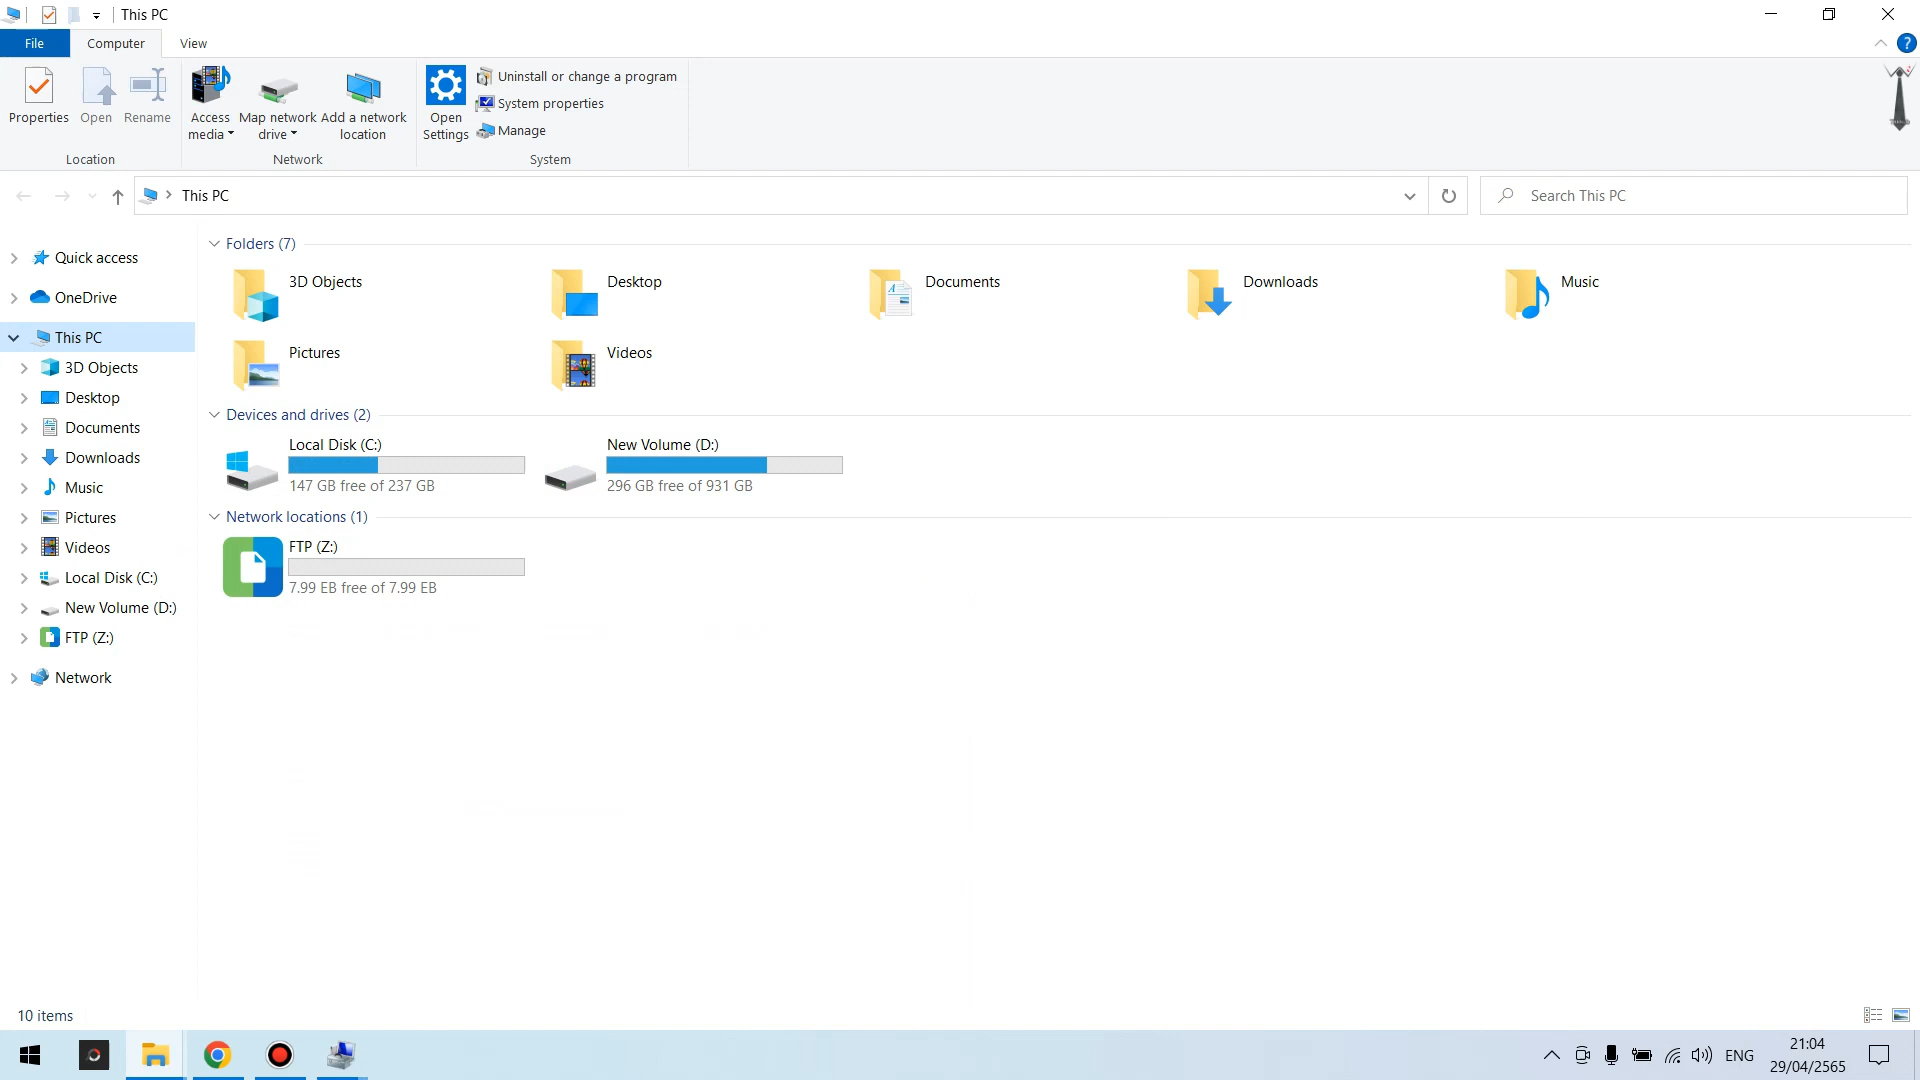 This PC
File
Computer
View
Properties
Open
Rename
Location
Access
media
Map network
drive
Add a network
location
Network
Open
Settings
Uninstall or change a program
System properties
Manage
System
This PC
Search This PC
Quick access
OneDrive
This PC
3D Objects
Desktop
Documents
Downloads
Music
Pictures
Videos
Local Disk (C:)
New Volume (D:)
FTP (Z:)
Network
Folders (7)
3D Objects
Desktop
Documents
Downloads
Music
Pictures
Videos
Devices and drives (2)
Local Disk (C:)
147 GB free of 237 GB
New Volume (D:)
296 GB free of 931 GB
Network locations (1)
FTP (Z:)
7.99 EB free of 7.99 EB
10 items
ENG
21:04
29/04/2565